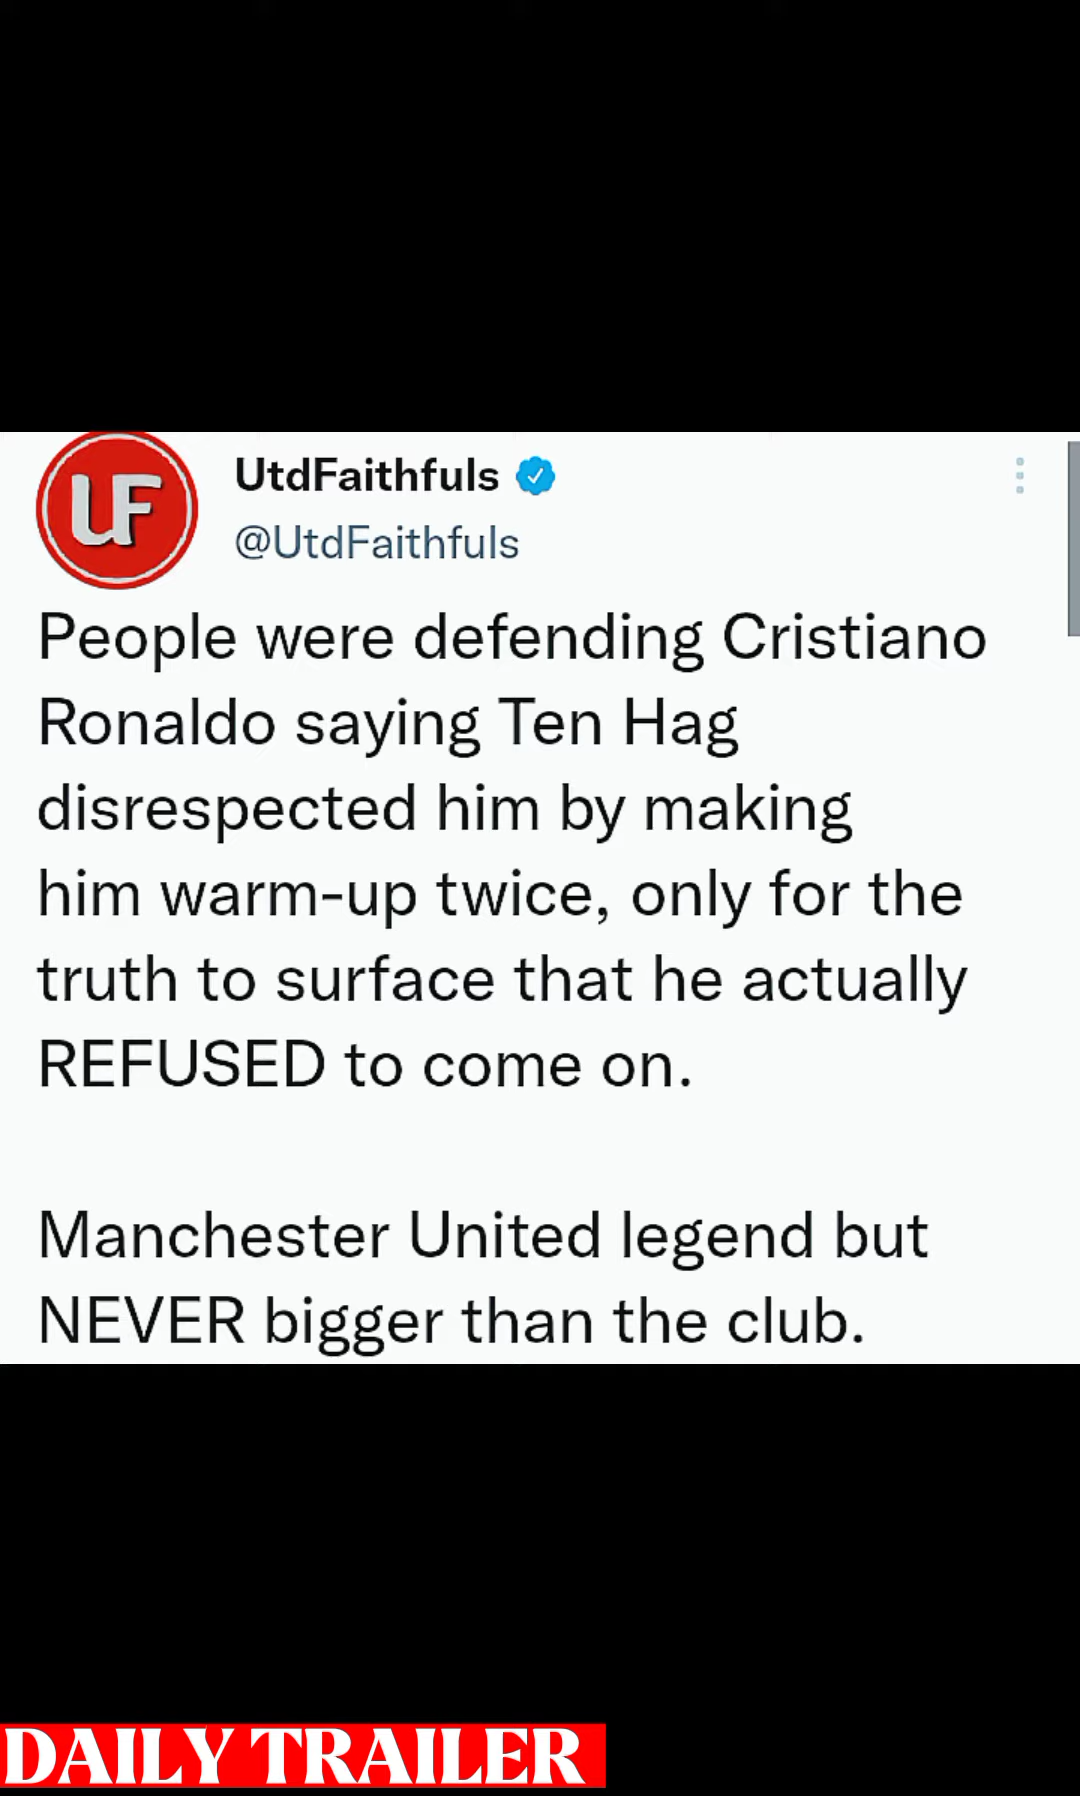 UF
UtdFaithfuls
@UtdFaithfuls
People were defending Cristiano
Ronaldo saying Ten Hag
disrespected him by making
him warm-up twice, only for the
truth to surface that he actually
REFUSED to come on.
Manchester United legend but
NEVER bigger than the club.
DAILY TRAILER